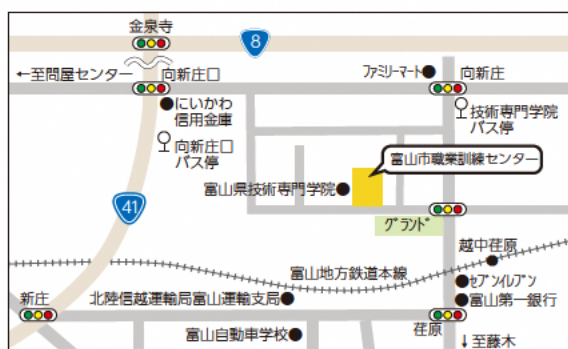 金泉寺
8
←至問屋センター
向新庄口
ファミリーマート
向新庄
にいかわ
信用金庫
技術専門学院
バス停
向新庄口
バス停
富山市職業訓練センター
富山県技術専門学院
グランド
41
越中荏原
富山地方鉄道本線
セブンイレブン
新庄
北陸信越運輸局富山運輸支局
富山第一銀行
富山自動車学校
荏原
↓至藤木